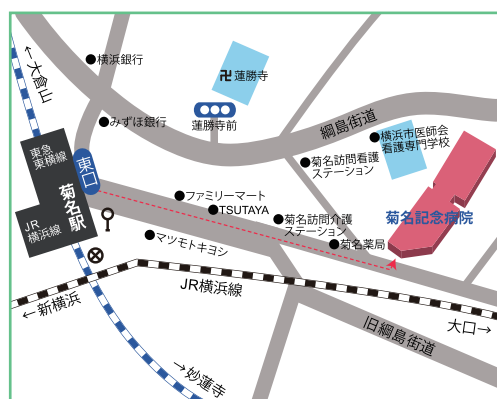 ←大倉山
横浜銀行
蓮勝寺
みずほ銀行
蓮勝寺前
綱島街道
横浜市医師会
看護専門学校
東急
東横線
東口
菊名駅
JR
横浜線
菊名訪問看護
ステーション
ファミリーマート
TSUTAYA
菊名訪問介護
ステーション
菊名記念病院
マツモトキヨシ
菊名薬局
←新横浜
JR横浜線
大口→
旧綱島街道
→妙蓮寺